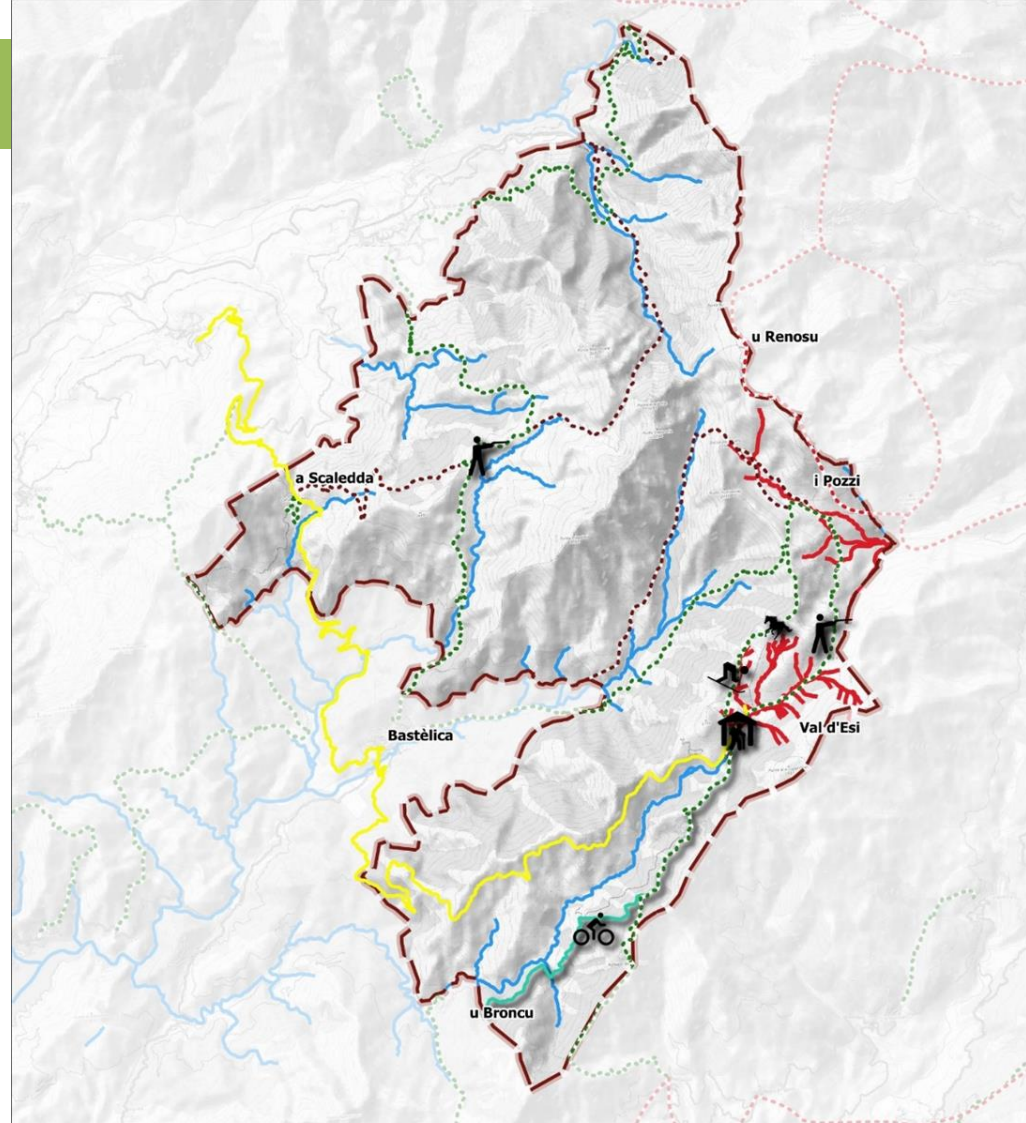 u Renosu
a Scaledda
i Pozzi
Val d'Esi
Bastèlica
u Broncu